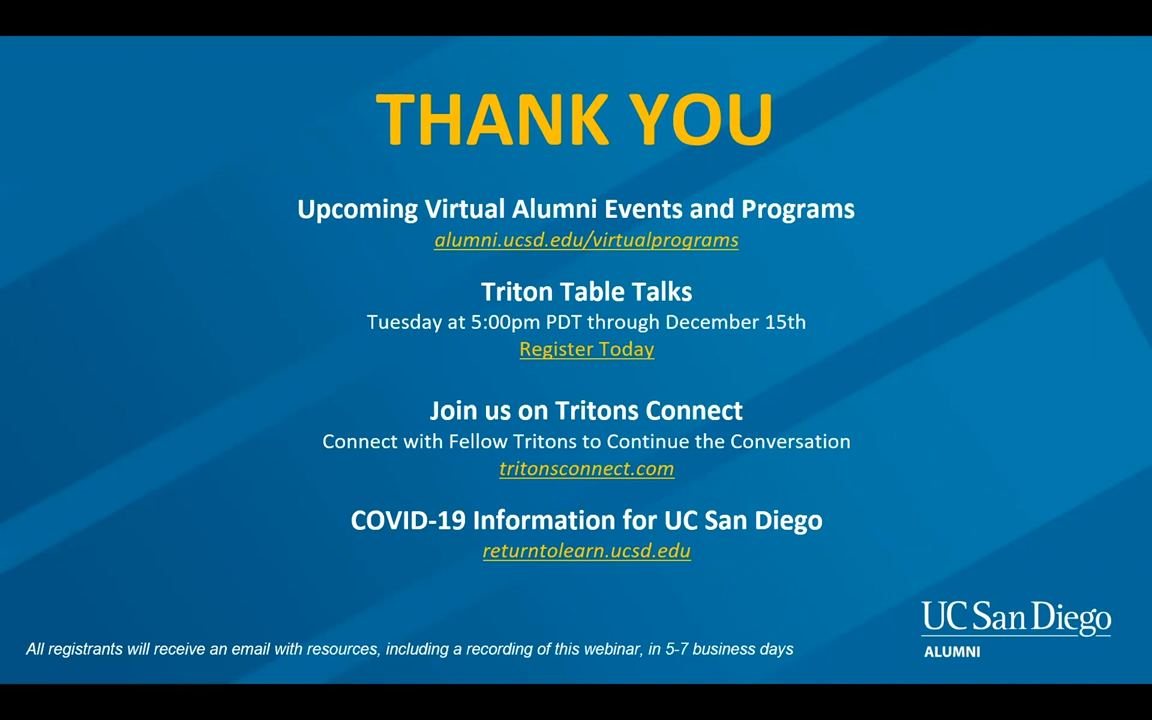 THANK YOU
Upcoming Virtual Alumni Events and Programs
alumni.ucsd.edu/virtualprograms
Triton Table Talks
Tuesday at 5:00pm PDT through December 15th
Register Today
Join us on Tritons Connect
Connect with Fellow Tritons to Continue the Conversation
tritonsconnect.com
COVID-19 Information for UC San Diego
returntolearn.ucsd.edu
All registrants will receive an email with resources, including a recording of this webinar, in 5-7 business days
UC San Diego
ALUMNI